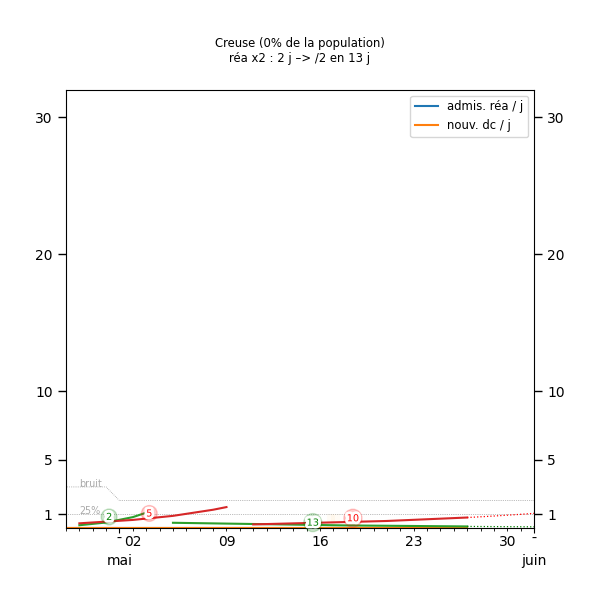 Creuse (0% de la population)
réa x2 : 2 j –> /2 en 13 j
admis. réa / j
nouv. dc / j
30 30
20 20
10 10
5 5
bruit
25%
1 1
2 5 13 10
02 09 16 23 30
mai juin